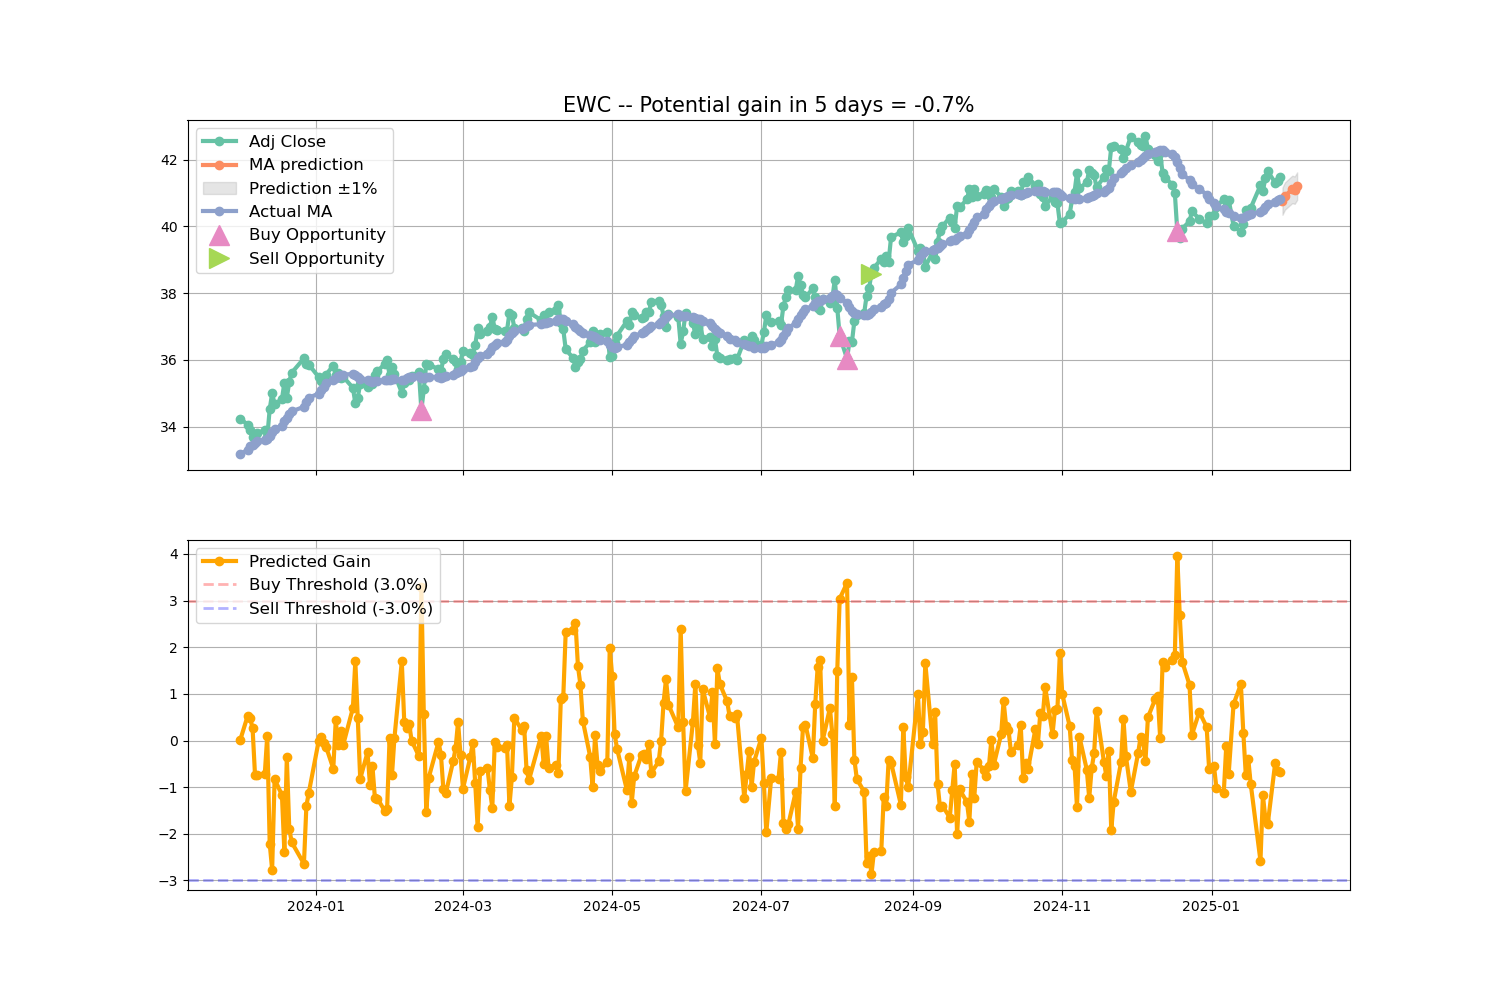 EWC -- Potential gain in 5 days = -0.7%
Adj Close
MA prediction
Prediction ±1%
Actual MA
Buy Opportunity
Sell Opportunity
42
40
38
36
34
Predicted Gain
Buy Threshold (3.0%)
Sell Threshold (-3.0%)
4
3
2
1
0
−1
−2
−3
2024-01 2024-03 2024-05 2024-07 2024-09 2024-11 2025-01